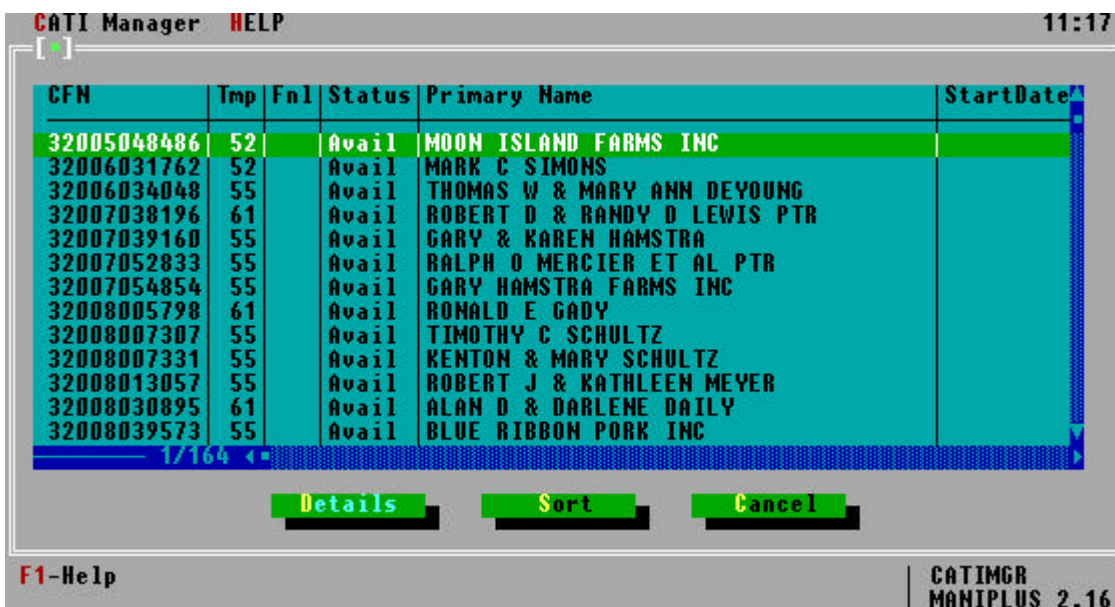 CATI Manager HELP 11:17
[▪]
CFN Tmp Fnl Status Primary Name StartDate
32005048486 52 Avail MOON ISLAND FARMS INC
32006031762 52 Avail MARK C SIMONS
32006034048 55 Avail THOMAS W & MARY ANN DEYOUNG
32007038196 61 Avail ROBERT D & RANDY D LEWIS PTR
32007039160 55 Avail GARY & KAREN HAMSTRA
32007052833 55 Avail RALPH O MERCIER ET AL PTR
32007054854 55 Avail GARY HAMSTRA FARMS INC
32008005798 61 Avail RONALD E GADY
32008007307 55 Avail TIMOTHY C SCHULTZ
32008007331 55 Avail KENTON & MARY SCHULTZ
32008013057 55 Avail ROBERT J & KATHLEEN MEYER
32008030895 61 Avail ALAN D & DARLENE DAILY
32008039573 55 Avail BLUE RIBBON PORK INC
1/164
Details Sort Cancel
F1-Help CATIMGR
MANIPLUS 2.16